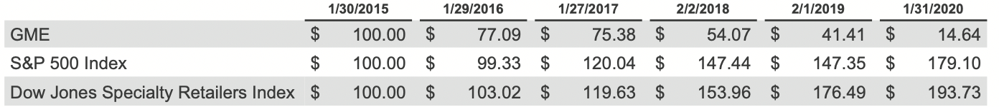 1/30/2015 1/29/2016 1/27/2017 2/2/2018 2/1/2019 1/31/2020
GME $ 100.00 $ 77.09 $ 75.38 $ 54.07 $ 41.41 $ 14.64
S&P 500 Index $ 100.00 $ 99.33 $ 120.04 $ 147.44 $ 147.35 $ 179.10
Dow Jones Specialty Retailers Index $ 100.00 $ 103.02 $ 119.63 $ 153.96 $ 176.49 $ 193.73